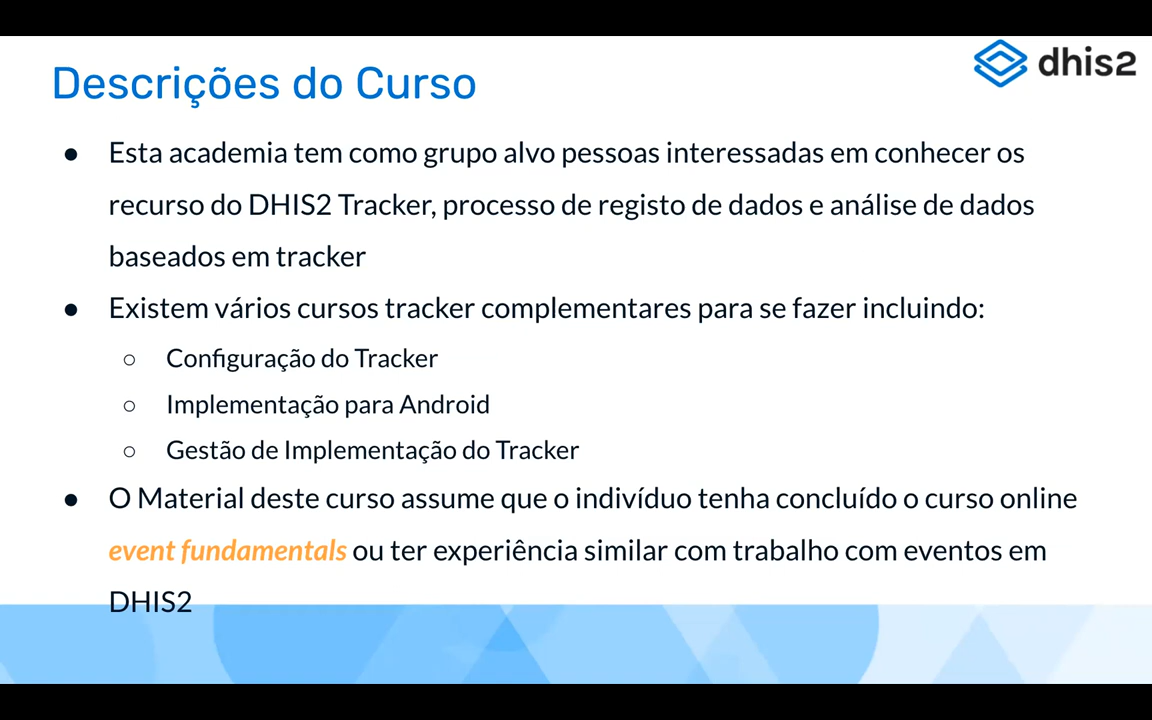 dhis2
Descrições do Curso
● Esta academia tem como grupo alvo pessoas interessadas em conhecer os
recurso do DHIS2 Tracker, processo de registo de dados e análise de dados
baseados em tracker
● Existem vários cursos tracker complementares para se fazer incluindo:
○ Configuração do Tracker
○ Implementação para Android
○ Gestão de Implementação do Tracker
● O Material deste curso assume que o indivíduo tenha concluído o curso online
event fundamentals ou ter experiência similar com trabalho com eventos em
DHIS2